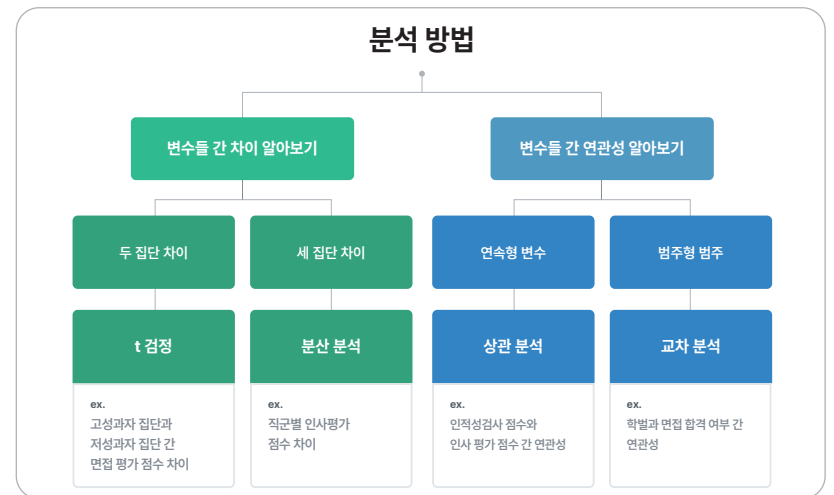 분석 방법
변수들 간 차이 알아보기
변수들 간 연관성 알아보기
두 집단 차이
세 집단 차이
연속형 변수
범주형 범주
t 검정
분산 분석
상관 분석
교차 분석
ex.
고성과자 집단과
저성과자 집단 간
면접 평가 점수 차이
ex.
직군별 인사평가
점수 차이
ex.
인적성검사 점수와
인사 평가 점수 간 연관성
ex.
학벌과 면접 합격 여부 간
연관성